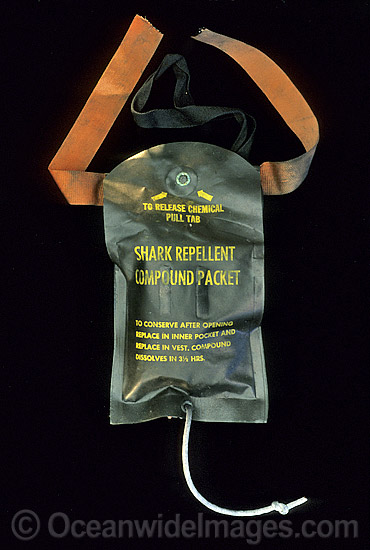 TO RELEASE CHEMICAL
PULL TAB
SHARK REPELLENT
COMPOUND PACKET
TO CONSERVE AFTER OPENING
REPLACE IN INNER POCKET AND
REPLACE IN VEST, COMPOUND
DISSOLVES IN 3½ HRS.
© OceanwideImages.com